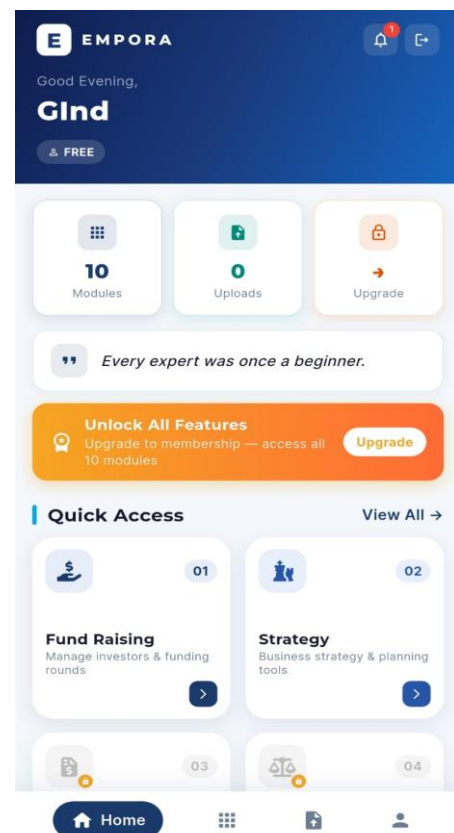 E EMPORA
1
Good Evening,
GInd
FREE
10
Modules
0
Uploads
Upgrade
Every expert was once a beginner.
Unlock All Features
Upgrade to membership — access all
10 modules
Upgrade
Quick Access
View All →
01
Fund Raising
Manage investors & funding
rounds
02
Strategy
Business strategy & planning
tools
03
04
Home